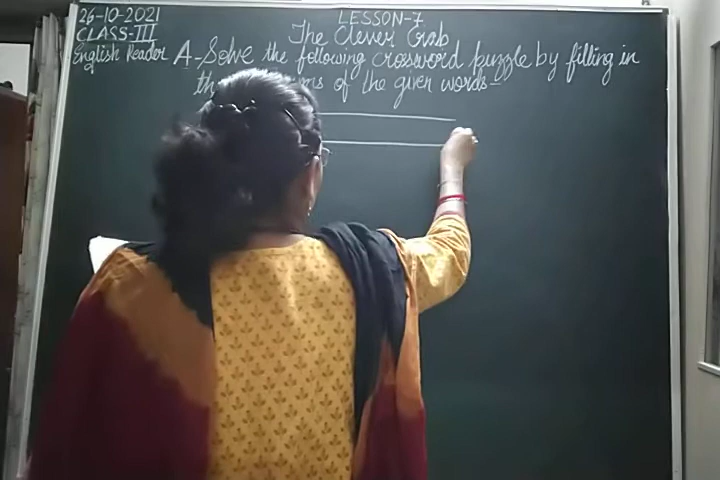 26-10-2021
CLASS-III
English Reader
LESSON-7
The Clever Crab
A-Solve the following crossword puzzle by filling in
of the given words-